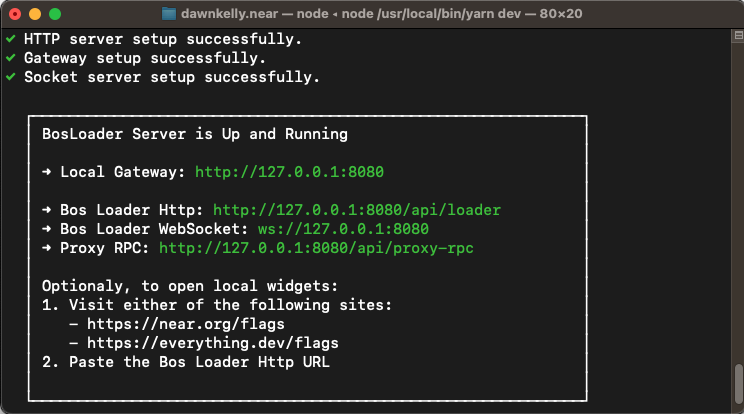 dawnkelly.near — node ◂ node /usr/local/bin/yarn dev — 80×20
✓ HTTP server setup successfully.
✓ Gateway setup successfully.
✓ Socket server setup successfully.
BosLoader Server is Up and Running
➜ Local Gateway: http://127.0.0.1:8080
➜ Bos Loader Http: http://127.0.0.1:8080/api/loader
➜ Bos Loader WebSocket: ws://127.0.0.1:8080
➜ Proxy RPC: http://127.0.0.1:8080/api/proxy-rpc
Optionaly, to open local widgets:
1. Visit either of the following sites:
- https://near.org/flags
- https://everything.dev/flags
2. Paste the Bos Loader Http URL